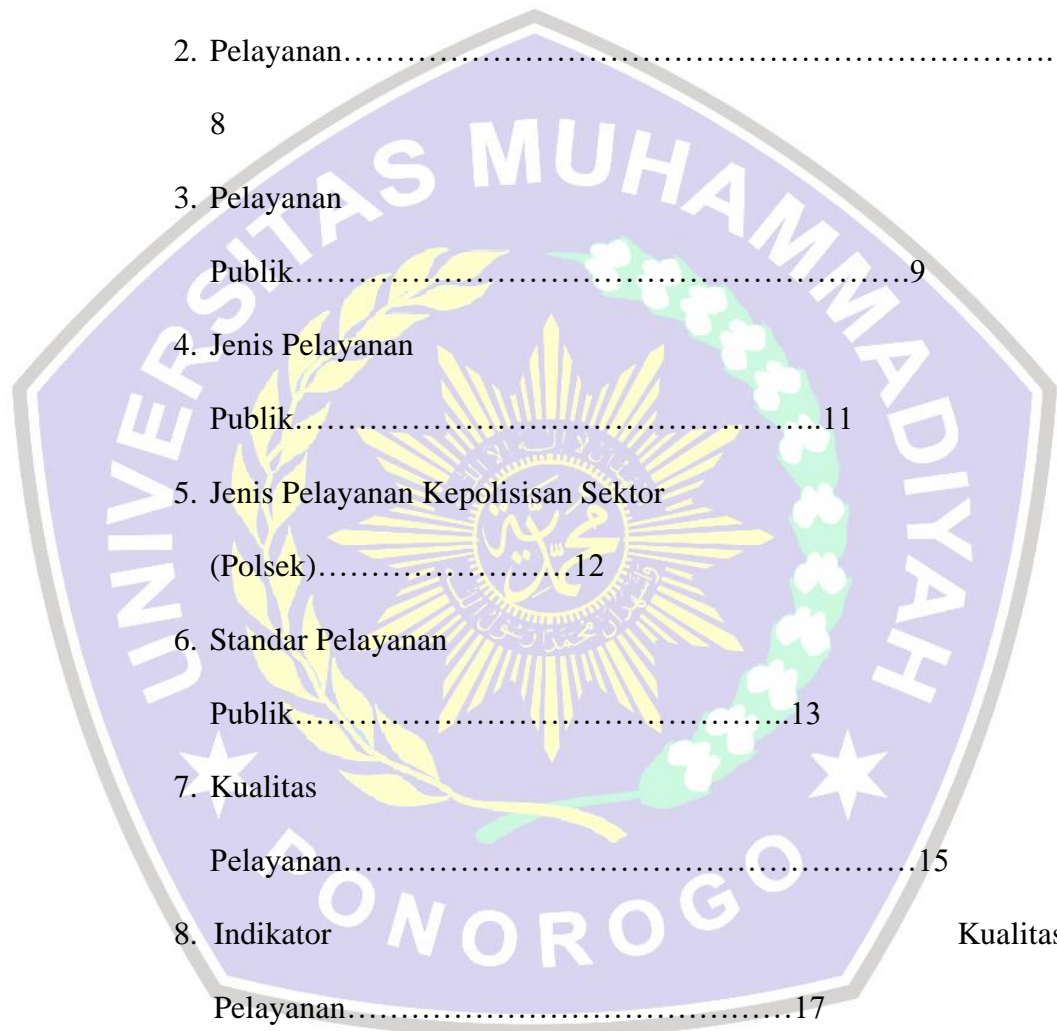 2. Pelayanan…………………………………………………………….
8
3. Pelayanan
Publik…………………………………………………….9
4. Jenis Pelayanan
Publik……………………………………………..11
5. Jenis Pelayanan Kepolisisan Sektor
(Polsek)……………………12
6. Standar Pelayanan
Publik…………………………………………..13
7. Kualitas
Pelayanan…………………………………………………15
8. Indikator Kualitas
Pelayanan……………………………………17
UNIVERSITAS MUHAMMADIYAH
PONOROGO